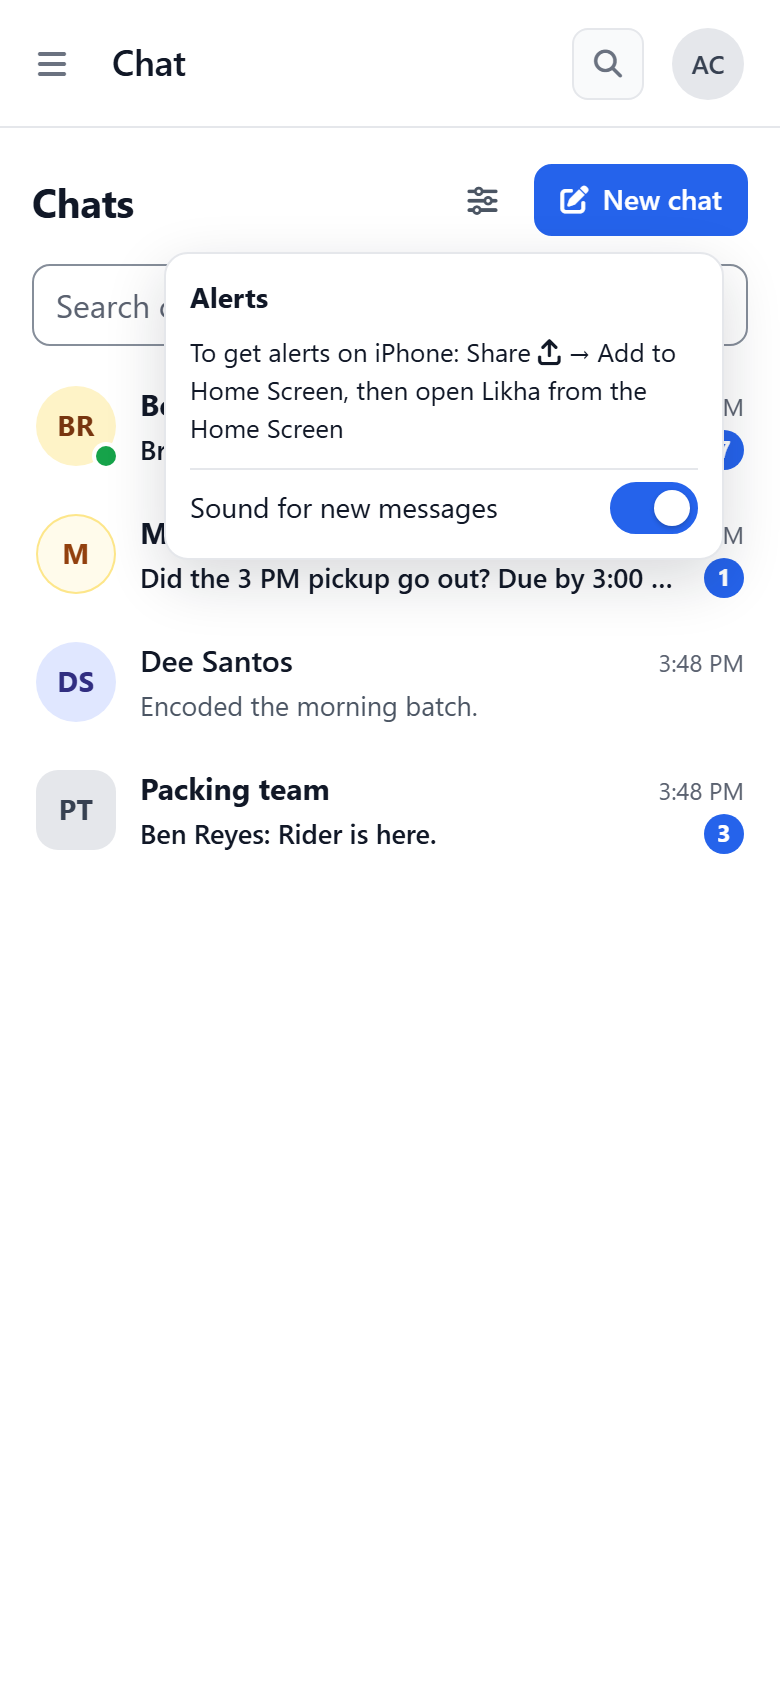 Chat
AC
Chats
New chat
Search
Alerts
To get alerts on iPhone: Share → Add to
Home Screen, then open Likha from the
Home Screen
Sound for new messages
BR
M
M
Did the 3 PM pickup go out? Due by 3:00 ...
1
DS
Dee Santos
3:48 PM
Encoded the morning batch.
PT
Packing team
3:48 PM
Ben Reyes: Rider is here.
3